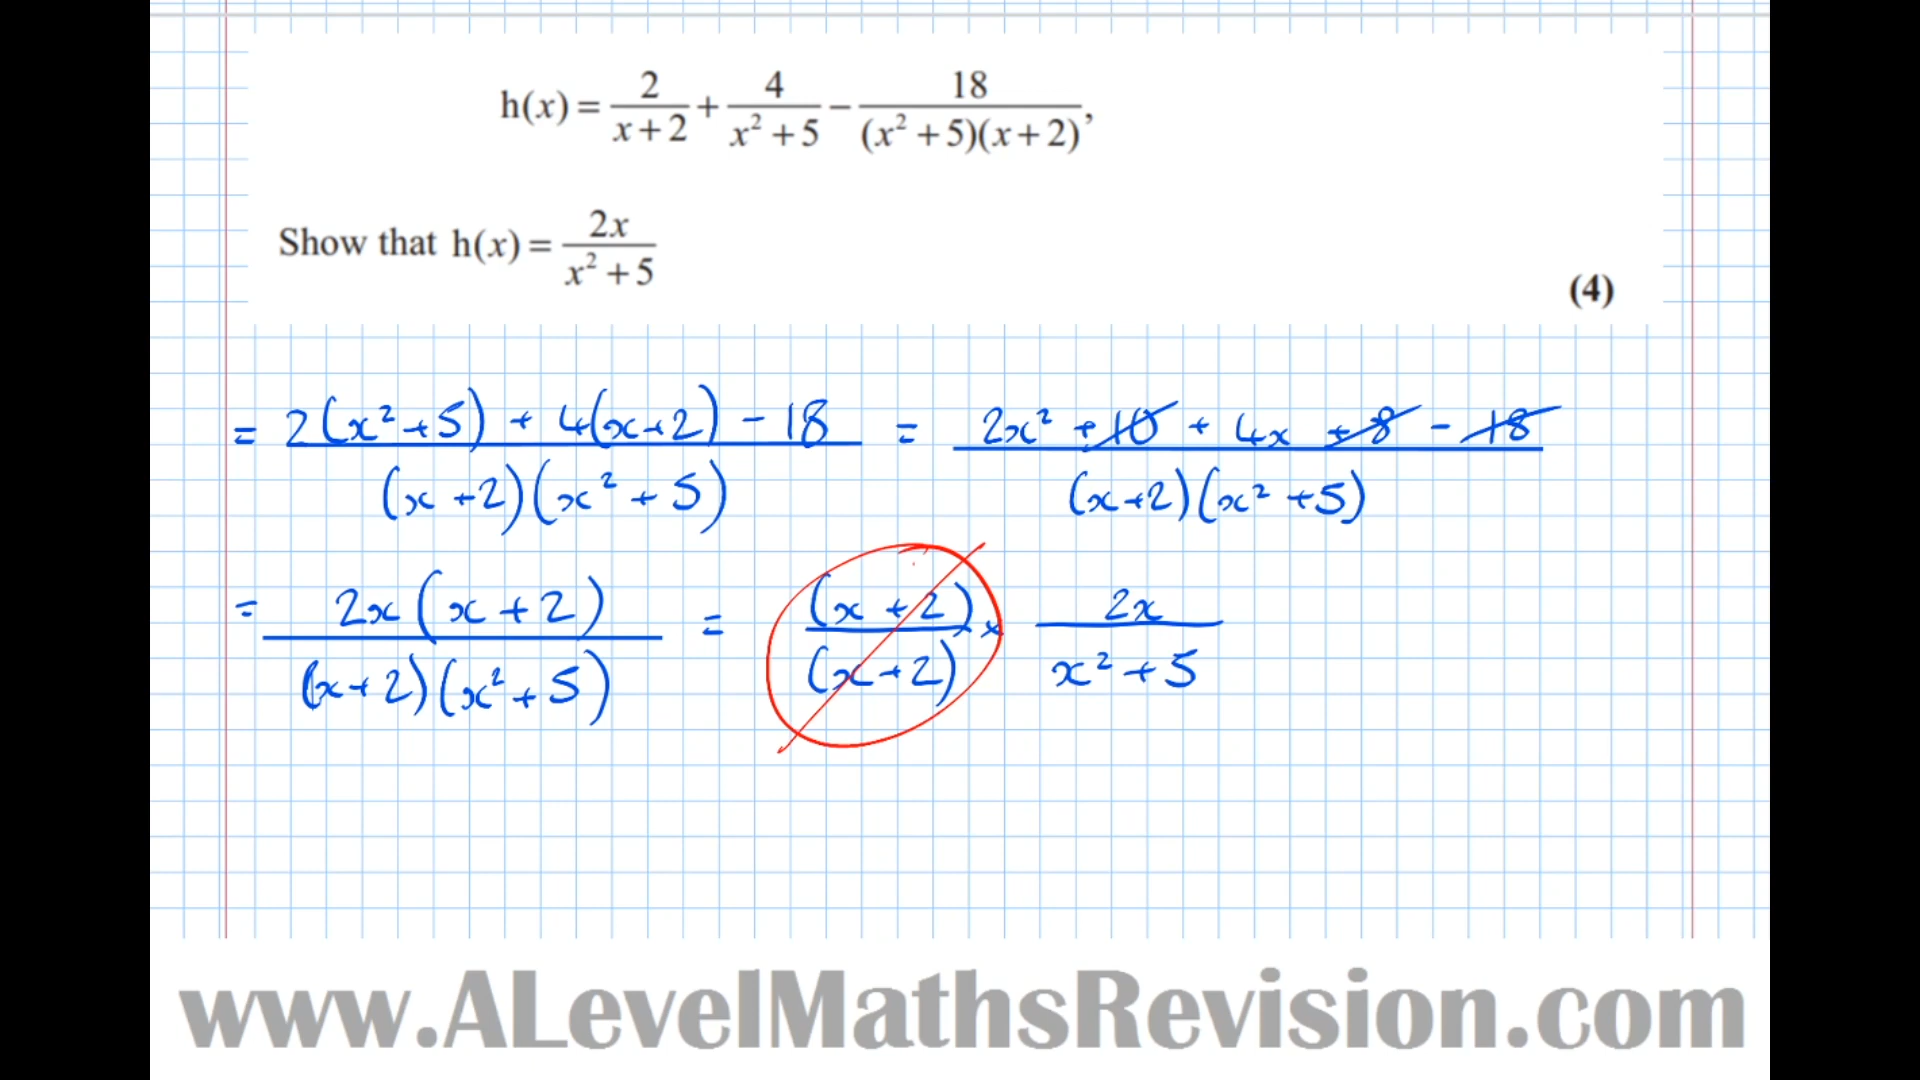 h(x) = 2/(x+2) + 4/(x² + 5) − 18/((x² + 5)(x + 2)),
Show that h(x) = 2x/(x² + 5)
(4)
= (2(x² + 5) + 4(x+2) − 18)/((x+2)(x² + 5)) = (2x² + 10 + 4x + 8 − 18)/((x+2)(x² + 5))
= (2x(x + 2))/((x+2)(x² + 5)) = (x + 2)/(x+2) × 2x/(x² + 5)
www.ALevelMathsRevision.com